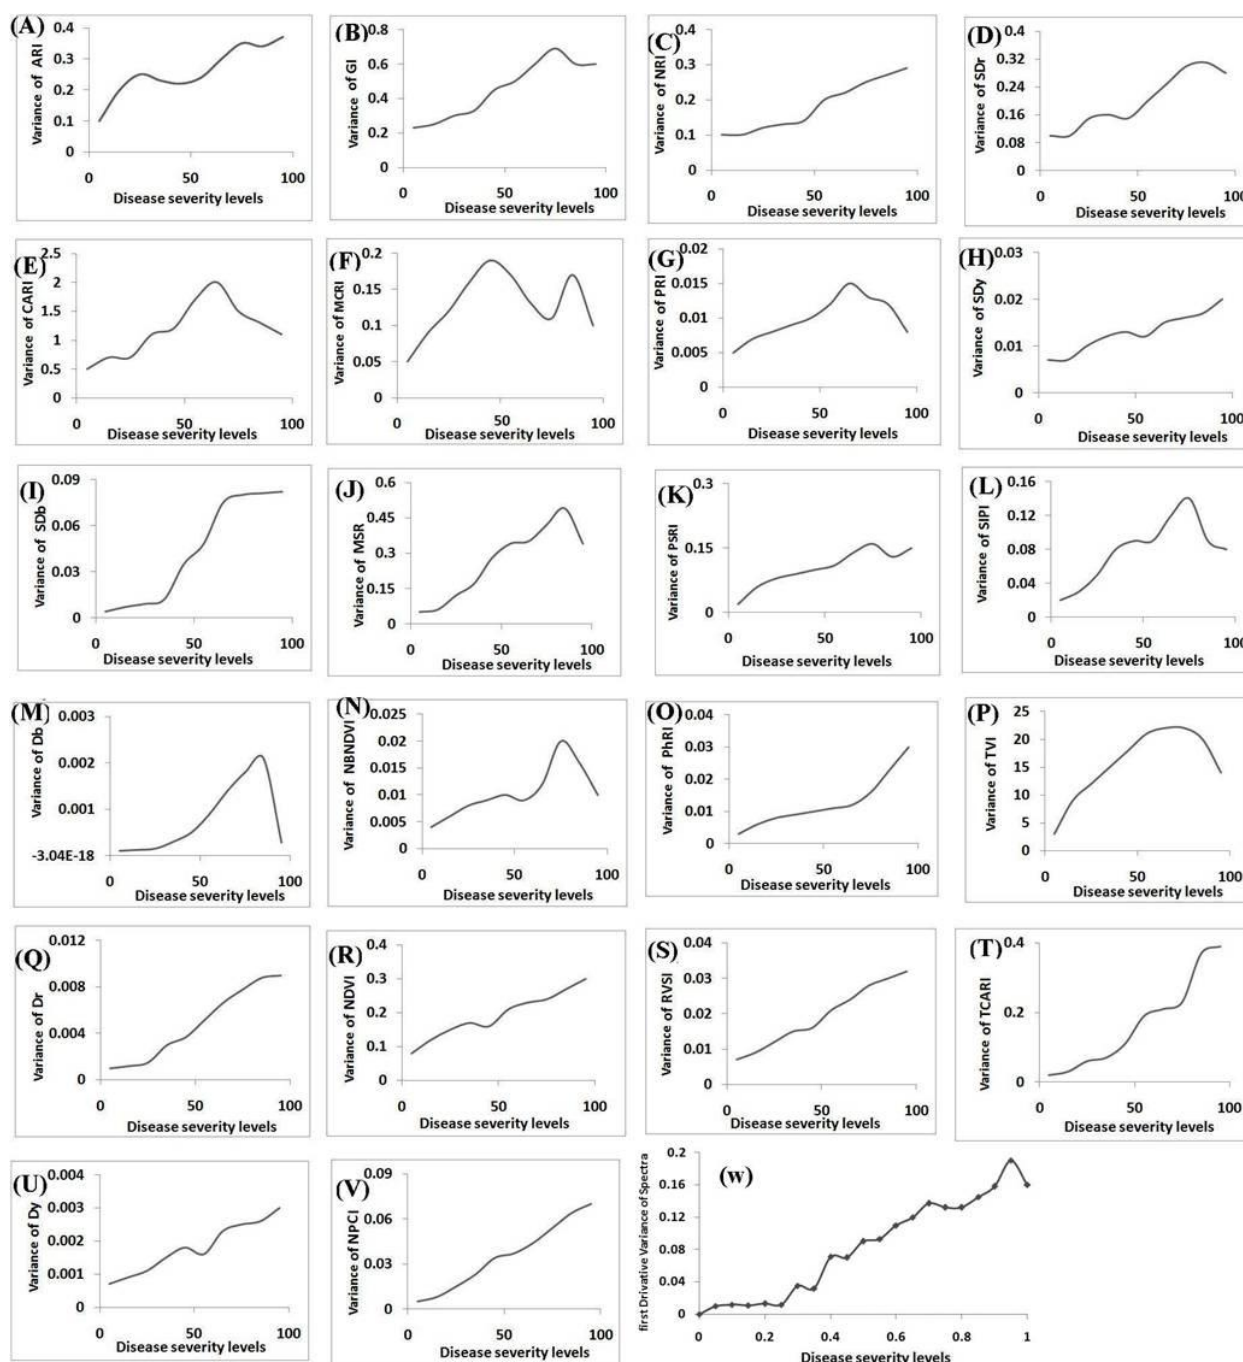 (A)
Variance of ARI
0.4
0.3
0.2
0.1
0
0 50 100
Disease severity levels
(B)
Variance of GI
0.8
0.6
0.4
0.2
0
0 50 100
Disease severity levels
(C)
Variance of NRI
0.4
0.3
0.2
0.1
0
0 50 100
Disease severity levels
(D)
Variance of SDr
0.4
0.32
0.24
0.16
0.08
0
0 50 100
Disease severity levels
(E)
Variance of CARI
2.5
2
1.5
1
0.5
0
0 50 100
Disease severity levels
(F)
Variance of MCRI
0.2
0.15
0.1
0.05
0
0 50 100
Disease severity levels
(G)
Variance of PRI
0.02
0.015
0.01
0.005
0
0 50 100
Disease severity levels
(H)
Variance of SDy
0.03
0.02
0.01
0
0 50 100
Disease severity levels
(I)
Variance of SDb
0.09
0.06
0.03
0
0 50 100
Disease severity levels
(J)
Variance of MSR
0.6
0.45
0.3
0.15
0
0 50 100
Disease severity levels
(K)
Variance of PSRI
0.3
0.15
0
0 50 100
Disease severity levels
(L)
Variance of SIPI
0.16
0.12
0.08
0.04
0
0 50 100
Disease severity levels
(M)
Variance of Db
0.003
0.002
0.001
-3.04E-18
0 50 100
Disease severity levels
(N)
Variance of NBNDVI
0.025
0.02
0.015
0.01
0.005
0
0 50 100
Disease severity levels
(O)
Variance of PhRI
0.04
0.03
0.02
0.01
0
0 50 100
Disease severity levels
(P)
Variance of TVI
25
20
15
10
5
0
0 50 100
Disease severity levels
(Q)
Variance of Dr
0.012
0.008
0.004
0
0 50 100
Disease severity levels
(R)
Variance of NDVI
0.4
0.3
0.2
0.1
0
0 50 100
Disease severity levels
(S)
Variance of RVSI
0.04
0.03
0.02
0.01
0
0 50 100
Disease severity levels
(T)
Variance of TCARI
0.4
0.2
0
0 50 100
Disease severity levels
(U)
Variance of Dy
0.004
0.003
0.002
0.001
0
0 50 100
Disease severity levels
(V)
Variance of NPCI
0.09
0.06
0.03
0
0 50 100
Disease severity levels
(w)
first Drivative Variance of Spectra
0.2
0.16
0.12
0.08
0.04
0
0 0.2 0.4 0.6 0.8 1
Disease severity levels